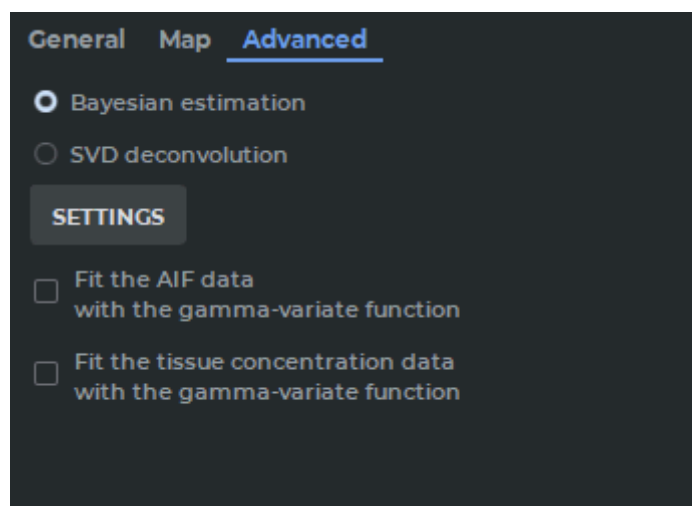 General Map Advanced
Bayesian estimation
SVD deconvolution
SETTINGS
Fit the AIF data
with the gamma-variate function
Fit the tissue concentration data
with the gamma-variate function